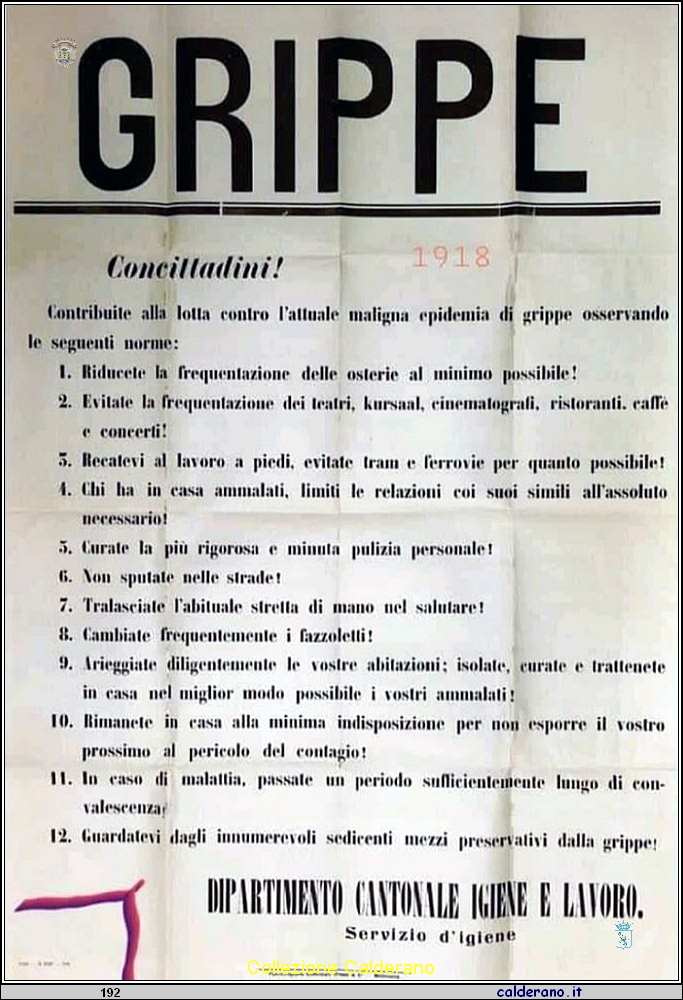 GRIPPE
Concittadini!
1918
Contribuite alla lotta contro l'attuale maligna epidemia di grippe osservando
le seguenti norme:
1. Riducete la frequentazione delle osterie al minimo possibile!
2. Evitate la frequentazione dei teatri, kursaal, cinematografi, ristoranti. caffè
e concerti!
3. Recatevi al lavoro a piedi, evitate tram e ferrovie per quanto possibile!
4. Chi ha in casa ammalati, limiti le relazioni coi suoi simili all'assoluto
necessario!
5. Curate la più rigorosa e minuta pulizia personale!
6. Non sputate nelle strade!
7. Tralasciate l'abituale stretta di mano nel salutare!
8. Cambiate frequentemente i fazzoletti!
9. Arieggiate diligentemente le vostre abitazioni; isolate, curate e trattenete
in casa nel miglior modo possibile i vostri ammalati!
10. Rimanete in casa alla minima indisposizione per non esporre il vostro
prossimo al pericolo del contagio!
11. In caso di malattia, passate un periodo sufficientemente lungo di con-
valescenza!
12. Guardatevi dagli innumerevoli sedicenti mezzi preservativi dalla grippe!
DIPARTIMENTO CANTONALE IGIENE E LAVORO.
Servizio d'igiene
Collezione Calderano
192
calderano.it